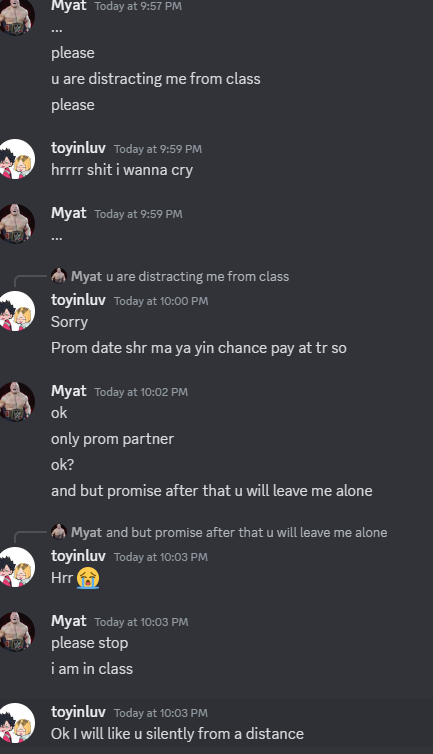 Myat Today at 9:57 PM
...
please
u are distracting me from class
please
toyinluv Today at 9:59 PM
hrrrr shit i wanna cry
Myat Today at 9:59 PM
...
Myat u are distracting me from class
toyinluv Today at 10:00 PM
Sorry
Prom date shr ma ya yin chance pay at tr so
Myat Today at 10:02 PM
ok
only prom partner
ok?
and but promise after that u will leave me alone
Myat and but promise after that u will leave me alone
toyinluv Today at 10:03 PM
Hrr 😭
Myat Today at 10:03 PM
please stop
i am in class
toyinluv Today at 10:03 PM
Ok I will like u silently from a distance